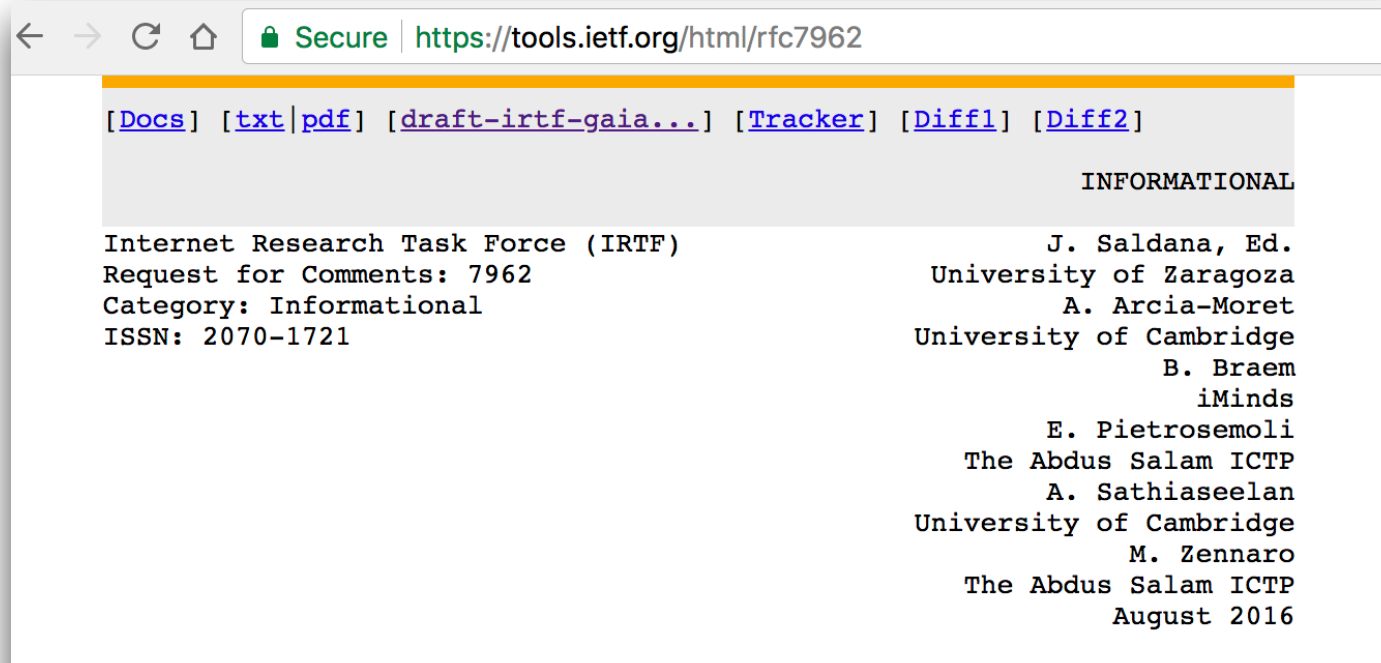 Secure https://tools.ietf.org/html/rfc7962
[Docs] [txt|pdf] [draft-irtf-gaia...] [Tracker] [Diff1] [Diff2]
INFORMATIONAL
Internet Research Task Force (IRTF) J. Saldana, Ed.
Request for Comments: 7962 University of Zaragoza
Category: Informational A. Arcia-Moret
ISSN: 2070-1721 University of Cambridge
B. Braem
iMinds
E. Pietrosemoli
The Abdus Salam ICTP
A. Sathiaseelan
University of Cambridge
M. Zennaro
The Abdus Salam ICTP
August 2016